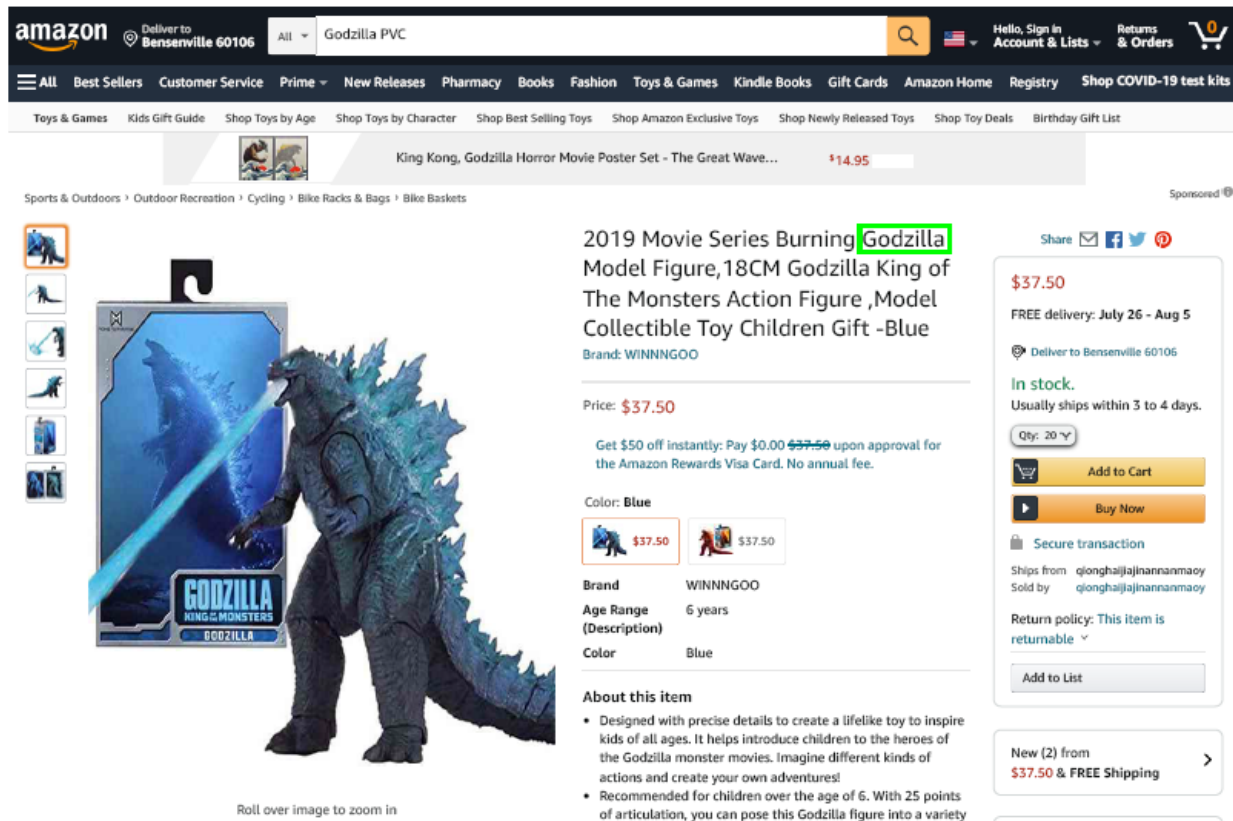 amazon
Deliver to
Bensenville 60106
All
Godzilla PVC
Hello, Sign in
Account & Lists
Returns
& Orders
0
All Best Sellers Customer Service Prime New Releases Pharmacy Books Fashion Toys & Games Kindle Books Gift Cards Amazon Home Registry Shop COVID-19 test kits
Toys & Games Kids Gift Guide Shop Toys by Age Shop Toys by Character Shop Best Selling Toys Shop Amazon Exclusive Toys Shop Newly Released Toys Shop Toy Deals Birthday Gift List
King Kong, Godzilla Horror Movie Poster Set - The Great Wave... $14.95
Sponsored
Sports & Outdoors › Outdoor Recreation › Cycling › Bike Racks & Bags › Bike Baskets
GODZILLA
KING OF THE MONSTERS
GODZILLA
Roll over image to zoom in
2019 Movie Series Burning Godzilla
Model Figure,18CM Godzilla King of
The Monsters Action Figure ,Model
Collectible Toy Children Gift -Blue
Brand: WINNNGOO
Price: $37.50
Get $50 off instantly: Pay $0.00 $37.50 upon approval for
the Amazon Rewards Visa Card. No annual fee.
Color: Blue
$37.50 $37.50
Brand WINNNGOO
Age Range 6 years
(Description)
Color Blue
About this item
• Designed with precise details to create a lifelike toy to inspire
kids of all ages. It helps introduce children to the heroes of
the Godzilla monster movies. Imagine different kinds of
actions and create your own adventures!
• Recommended for children over the age of 6. With 25 points
of articulation, you can pose this Godzilla figure into a variety
Share
$37.50
FREE delivery: July 26 - Aug 5
Deliver to Bensenville 60106
In stock.
Usually ships within 3 to 4 days.
Qty: 20
Add to Cart
Buy Now
Secure transaction
Ships from qionghaijiajinannanmaoy
Sold by qionghaijiajinannanmaoy
Return policy: This item is
returnable
Add to List
New (2) from
$37.50 & FREE Shipping